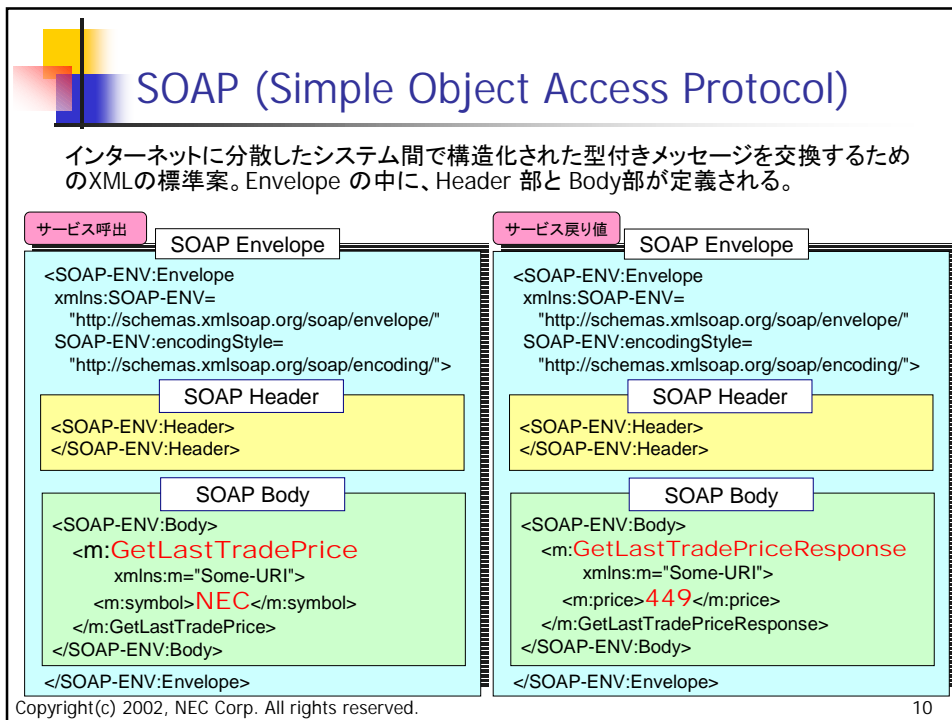 SOAP (Simple Object Access Protocol)
インターネットに分散したシステム間で構造化された型付きメッセージを交換するため
のXMLの標準案。Envelope の中に、Header 部と Body部が定義される。
サービス呼出
SOAP Envelope
<SOAP-ENV:Envelope
xmlns:SOAP-ENV=
"http://schemas.xmlsoap.org/soap/envelope/"
SOAP-ENV:encodingStyle=
"http://schemas.xmlsoap.org/soap/encoding/">
SOAP Header
<SOAP-ENV:Header>
</SOAP-ENV:Header>
SOAP Body
<SOAP-ENV:Body>
<m:GetLastTradePrice
xmlns:m="Some-URI">
<m:symbol>NEC</m:symbol>
</m:GetLastTradePrice>
</SOAP-ENV:Body>
</SOAP-ENV:Envelope>
サービス戻り値
SOAP Envelope
<SOAP-ENV:Envelope
xmlns:SOAP-ENV=
"http://schemas.xmlsoap.org/soap/envelope/"
SOAP-ENV:encodingStyle=
"http://schemas.xmlsoap.org/soap/encoding/">
SOAP Header
<SOAP-ENV:Header>
</SOAP-ENV:Header>
SOAP Body
<SOAP-ENV:Body>
<m:GetLastTradePriceResponse
xmlns:m="Some-URI">
<m:price>449</m:price>
</m:GetLastTradePriceResponse>
</SOAP-ENV:Body>
</SOAP-ENV:Envelope>
Copyright(c) 2002, NEC Corp. All rights reserved.
10